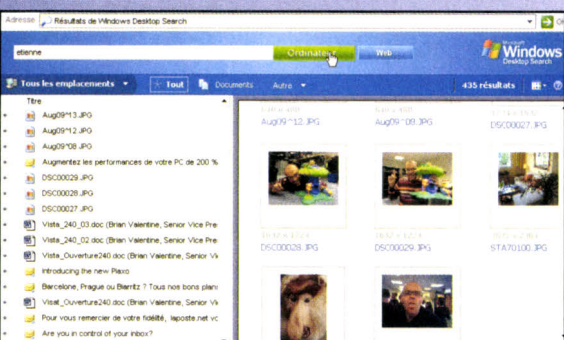 Adresse Résultats de Windows Desktop Search
etienne Ordinateur Web
Microsoft
Windows
Desktop Search
Tous les emplacements Tout Documents Autre 435 résultats
Titre
Aug09^13.JPG
Aug09^12.JPG
Aug09^08.JPG
Augmentez les performances de votre PC de 200 %
DSC00029.JPG
DSC00028.JPG
DSC00027.JPG
Vista_240_03.doc (Brian Valentine, Senior Vice Pre
Vista_240_02.doc (Brian Valentine, Senior Vice Pre
Vista_Ouverture240.doc (Brian Valentine, Senior Vi
Introducing the new Plaxo
Barcelone, Prague ou Biarritz ? Tous nos bons plans
Visat_Ouverture240.doc (Brian Valentine, Senior Vi
Pour vous remercier de votre fidélité, laposte.net vo
Are you in control of your inbox?
Aug09^12.JPG Aug09^08.JPG DSC00027.JPG
DSC00028.JPG DSC00029.JPG STA70100.JPG